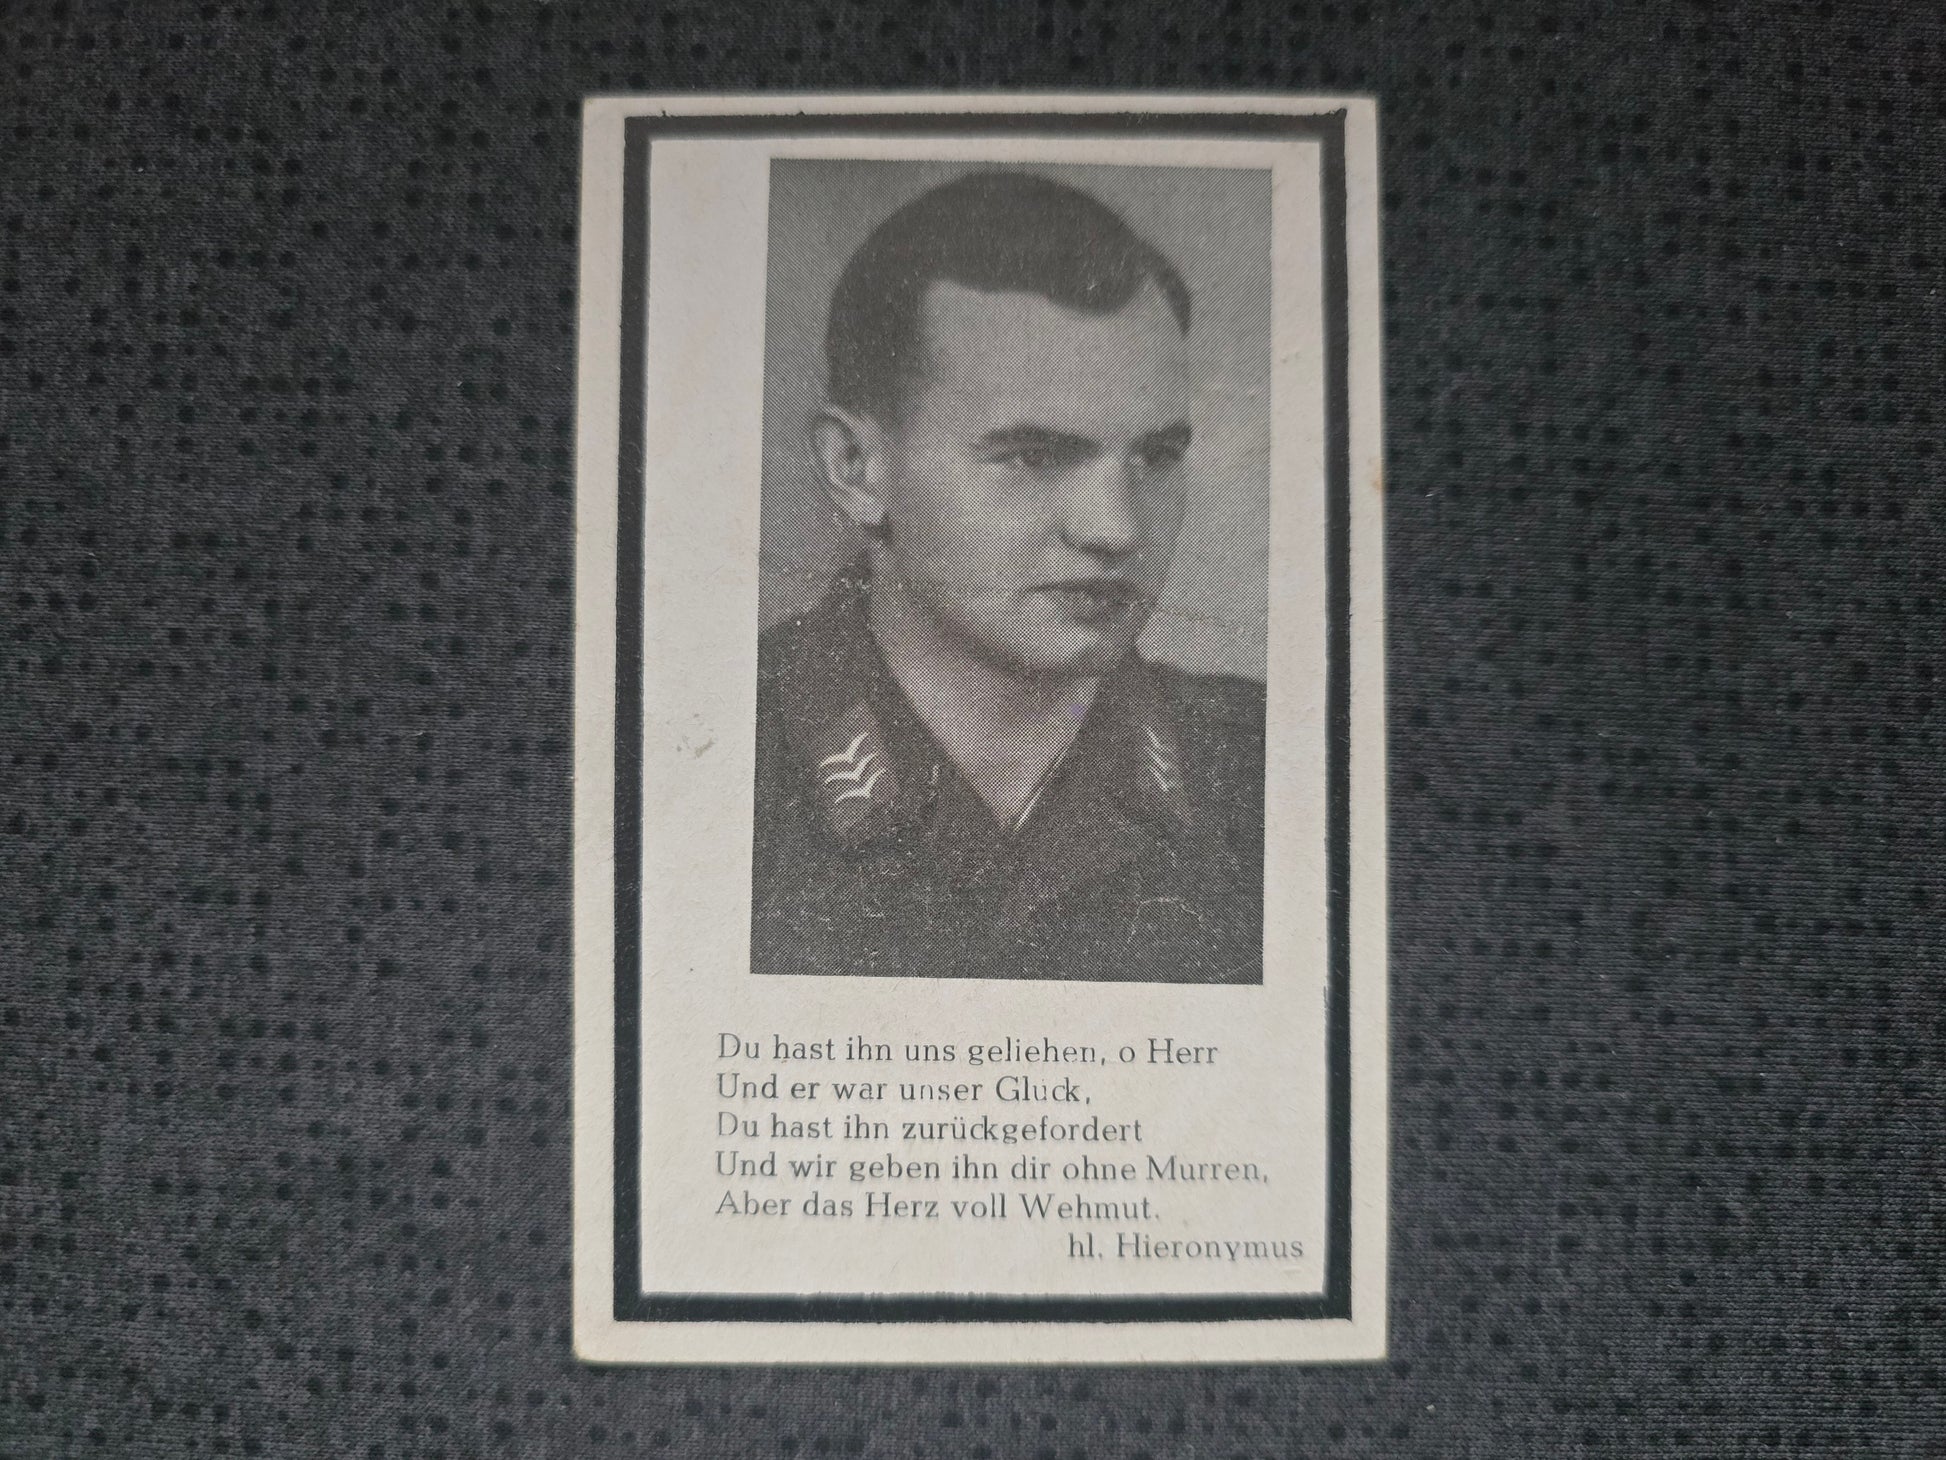 Du hast ihn uns geliehen, o Herr
Und er war unser Glück,
Du hast ihn zurückgefordert
Und wir geben ihn dir ohne Murren,
Aber das Herz voll Wehmut.
hl. Hieronymus